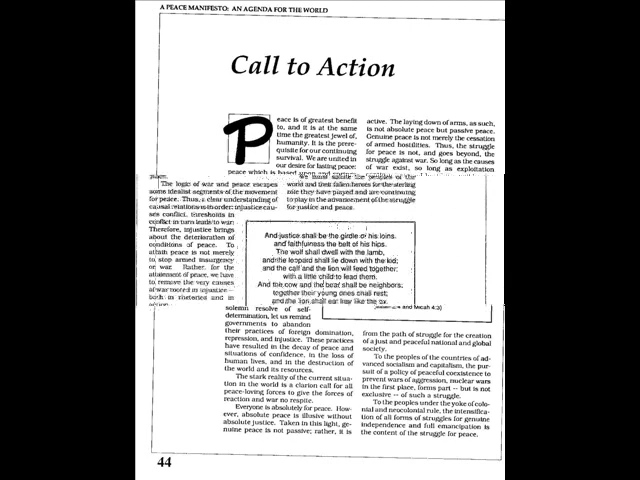 A PEACE MANIFESTO: AN AGENDA FOR THE WORLD
Call to Action
Peace is of greatest benefit
to, and it is at the same
time the greatest jewel of,
humanity. It is the prere-
quisite for our continuing
survival. We are united in
our desire for lasting peace:
peace which is based upon and
active. The laying down of arms, as such,
is not absolute peace but passive peace.
Genuine peace is not merely the cessation
of armed hostilities. Thus, the struggle
for peace is not, and goes beyond, the
struggle against war. So long as the causes
of war exist, so long as exploitation
The logic of war and peace escapes
some idealist segments of the movement
for peace. Thus, a clear understanding of
causal relations is in order: injustice cau-
ses conflict, thresholds in
conflict in turn leads to war.
Therefore, injustice brings
about the deterioration of
conditions of peace. To
attain peace is not merely
to stop armed insurgency
or war. Rather, for the
attainment of peace, we have
to remove the very causes
of war rooted in injustice --
both in rhetoric and in
we must salute the peoples of the
world and their fallen heroes for the sterling
role they have played and are continuing
to play in the advancement of the struggle
for justice and peace.
And justice shall be the girdle of his loins,
and faithfulness the belt of his hips.
The wolf shall dwell with the lamb,
and the leopard shall lie down with the kid;
and the calf and the lion will feed together;
with a little child to lead them.
And the cow and the bear shall be neighbors;
together their young ones shall rest;
and the lion shall eat hay like the ox.
and Micah 4:3)
solemn resolve of self-
determination, let us remind
governments to abandon
their practices of foreign domination,
repression, and injustice. These practices
have resulted in the decay of peace and
situations of confidence, in the loss of
human lives, and in the destruction of
the world and its resources.
The stark reality of the current situa-
tion in the world is a clarion call for all
peace-loving forces to give the forces of
reaction and war no respite.
Everyone is absolutely for peace. How-
ever, absolute peace is illusive without
absolute justice. Taken in this light, ge-
nuine peace is not passive; rather, it is
from the path of struggle for the creation
of a just and peaceful national and global
society.
To the peoples of the countries of ad-
vanced socialism and capitalism, the pur-
suit of a policy of peaceful coexistence to
prevent wars of aggression, nuclear wars
in the first place, forms part -- but is not
exclusive -- of such a struggle.
To the peoples under the yoke of colo-
nial and neocolonial rule, the intensifica-
tion of all forms of struggles for genuine
independence and full emancipation is
the content of the struggle for peace.
44